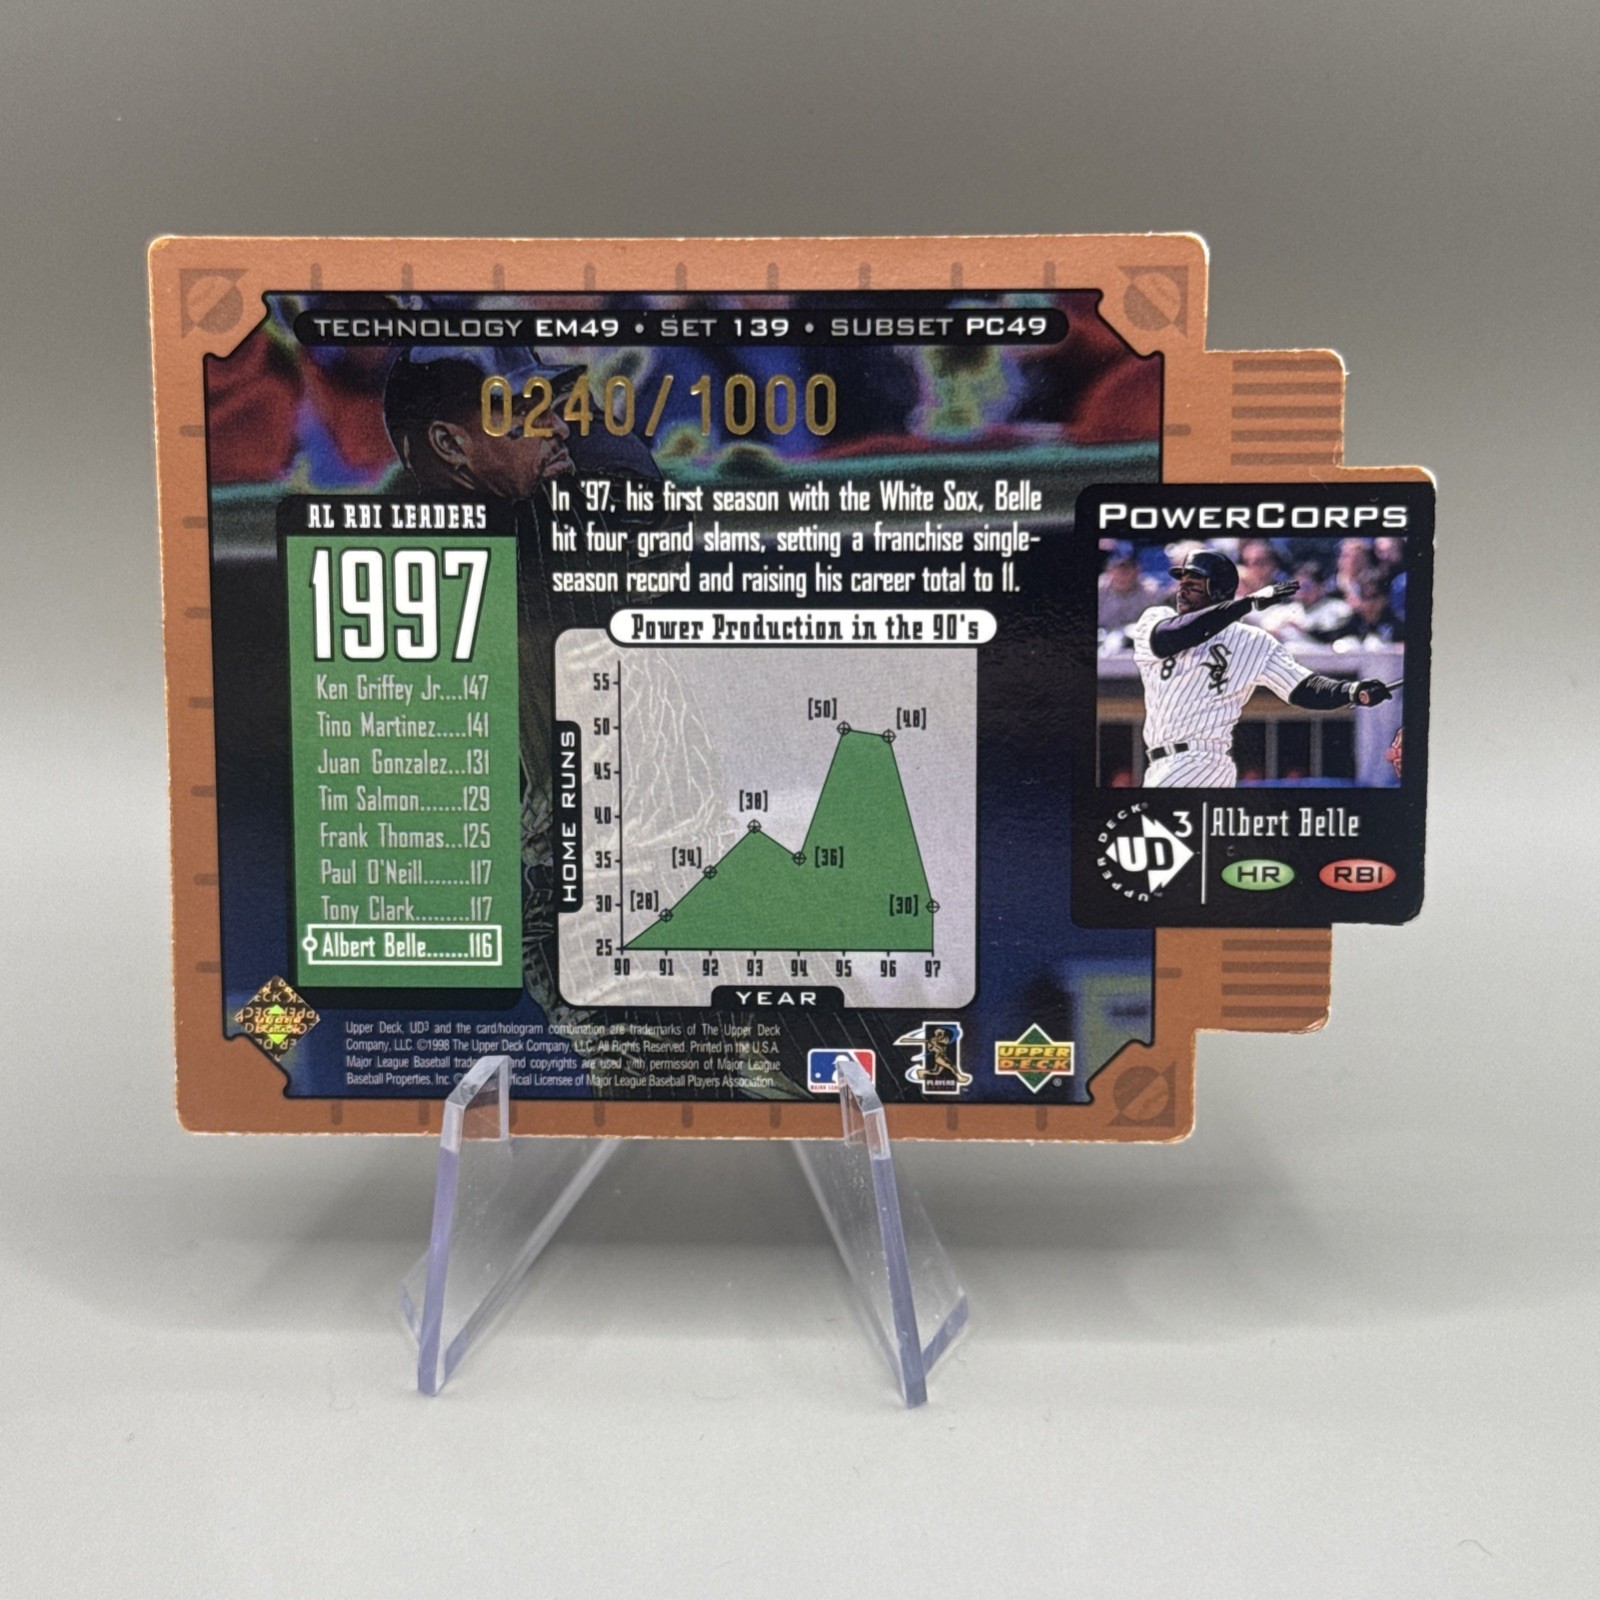 TECHNOLOGY EM49 • SET 139 • SUBSET PC49
0240/1000
In '97, his first season with the White Sox, Belle
hit four grand slams, setting a franchise single-
season record and raising his career total to 11.
AL RBI LEADERS
1997
Ken Griffey Jr....147
Tino Martinez.....141
Juan Gonzalez...131
Tim Salmon.......129
Frank Thomas...125
Paul O'Neill........117
Tony Clark.........117
Albert Belle.......116
Power Production in the 90's
HOME RUNS
55
50
45
40
35
30
25
[28]
[34]
[38]
[36]
[50]
[48]
[30]
90 91 92 93 94 95 96 97
YEAR
POWERCORPS
Sox
8
UPPER DECK
UD3
Albert Belle
HR RBI
Upper Deck, UD3 and the card/hologram combination are trademarks of The Upper Deck
Company, LLC. ©1998 The Upper Deck Company, LLC. All Rights Reserved. Printed in the U.S.A.
Major League Baseball and copyrights are used with permission of Major League
Baseball Properties, Inc. Licensee of Major League Baseball Players Association.
PLAYERS
UPPER
DECK